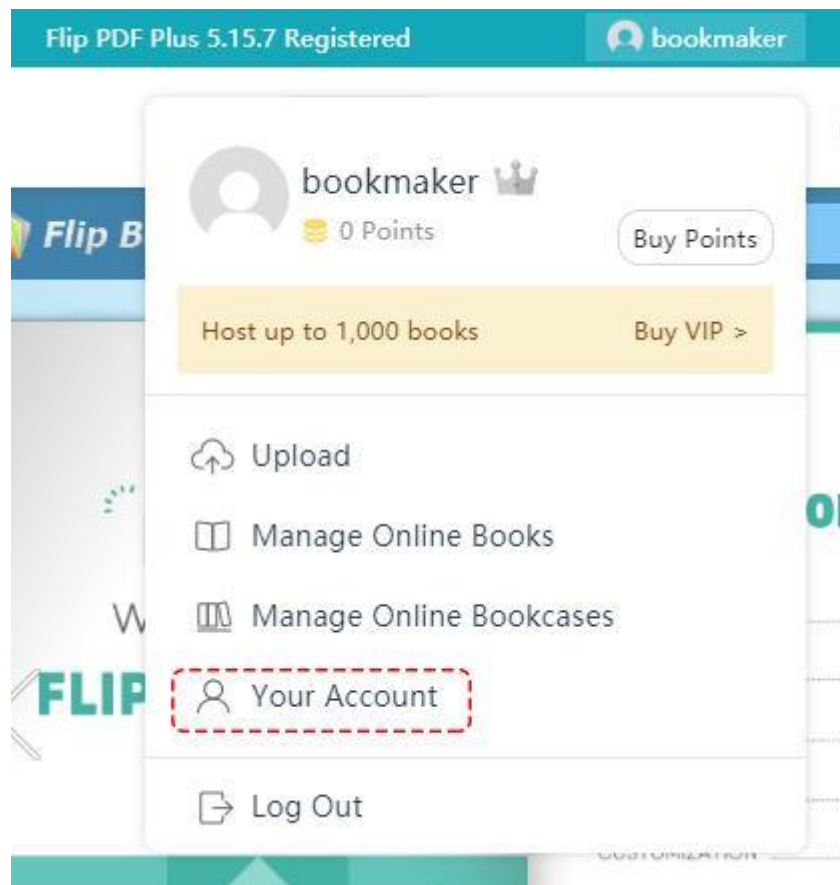 Flip PDF Plus 5.15.7 Registered bookmaker
bookmaker
0 Points
Buy Points
Flip B
Host up to 1,000 books Buy VIP >
Upload
Manage Online Books
W
Manage Online Bookcases
FLIP
Your Account
Log Out
CUSTOMIZATION